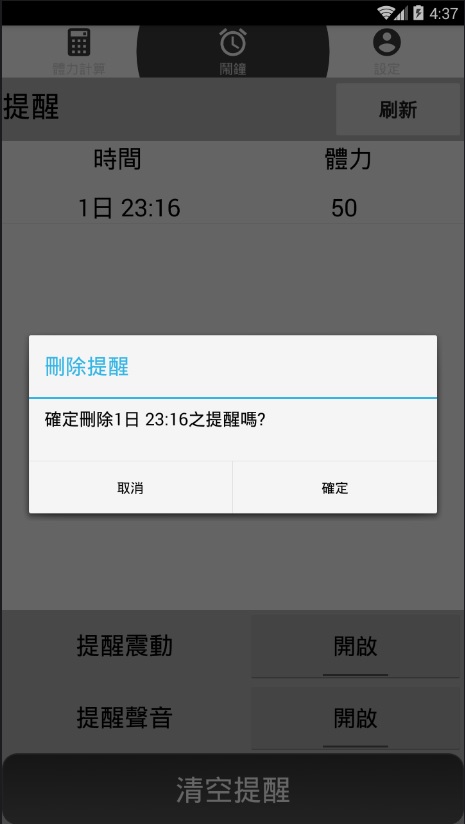 4:37
體力計算
鬧鐘
設定
提醒
刷新
時間 體力
1日 23:16 50
刪除提醒
確定刪除1日 23:16之提醒嗎?
取消 確定
提醒震動 開啟
提醒聲音 開啟
清空提醒